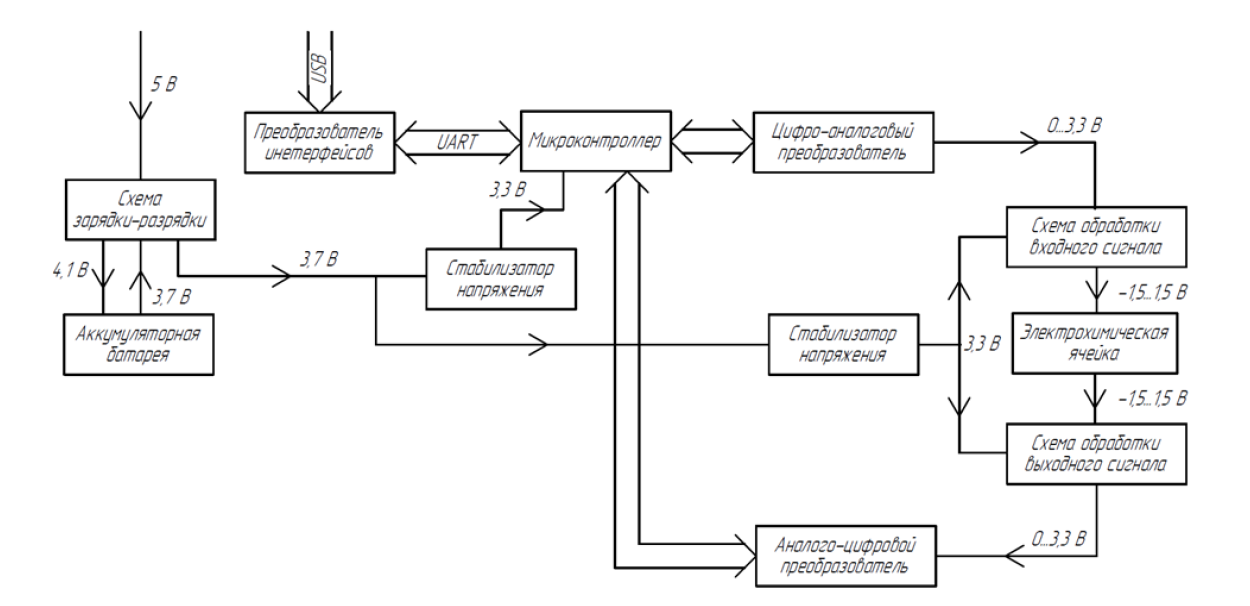 5 В
USB
Преобразователь
инетерфейсов
UART
Микроконтроллер
Цифро-аналоговый
преобразователь
0...3,3 В
Схема
зарядки-разрядки
3,3 В
Схема обработки
входного сигнала
4,1 В
3,7 В
3,7 В
Стабилизатор
напряжения
-1,5...1,5 В
Аккумуляторная
батарея
Стабилизатор
напряжения
3,3 В
Электрохимическая
ячейка
-1,5...1,5 В
Схема обработки
выходного сигнала
Аналого-цифровой
преобразователь
0...3,3 В